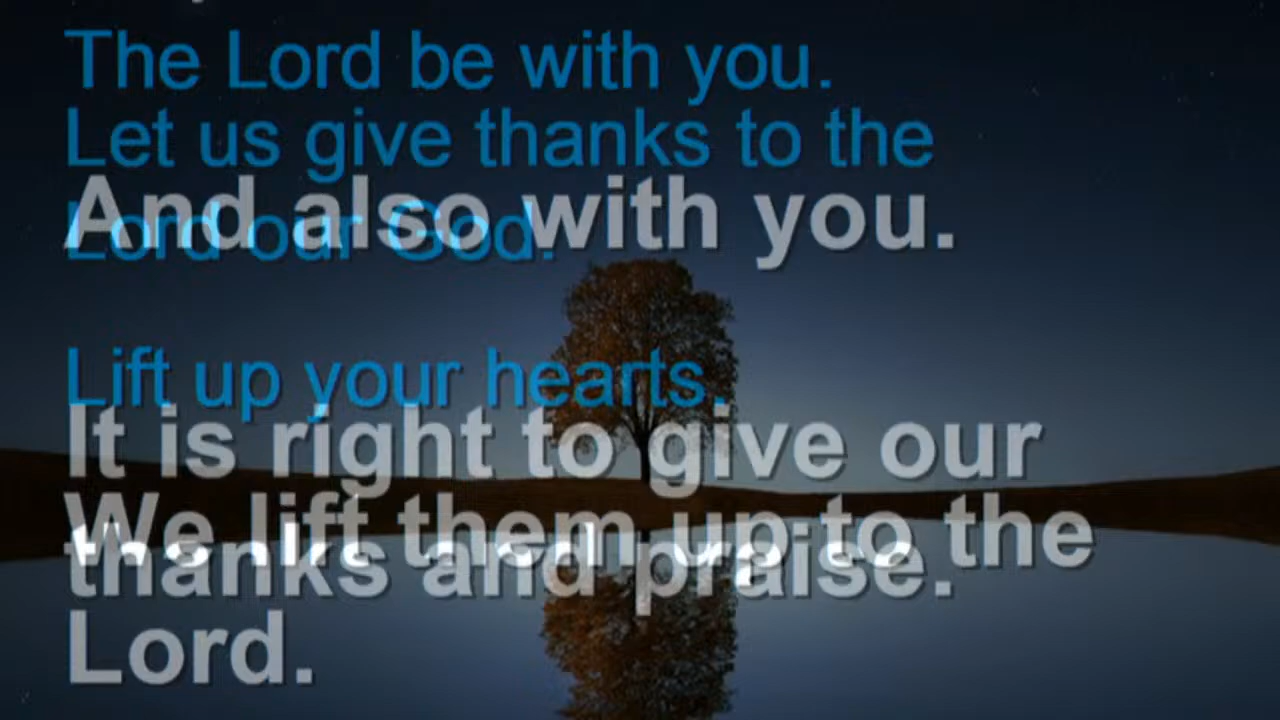 The Lord be with you.
Let us give thanks to the
And also with you.
Lord our God.
Lift up your hearts.
It is right to give our
We lift them up to the
thanks and praise.
Lord.